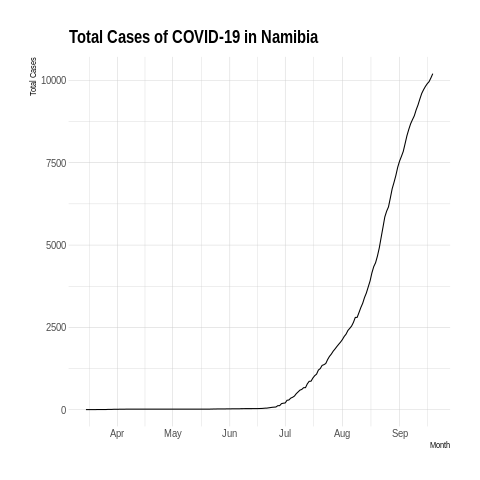 Total Cases of COVID-19 in Namibia
Total Cases
10000
7500
5000
2500
0
Apr May Jun Jul Aug Sep
Month